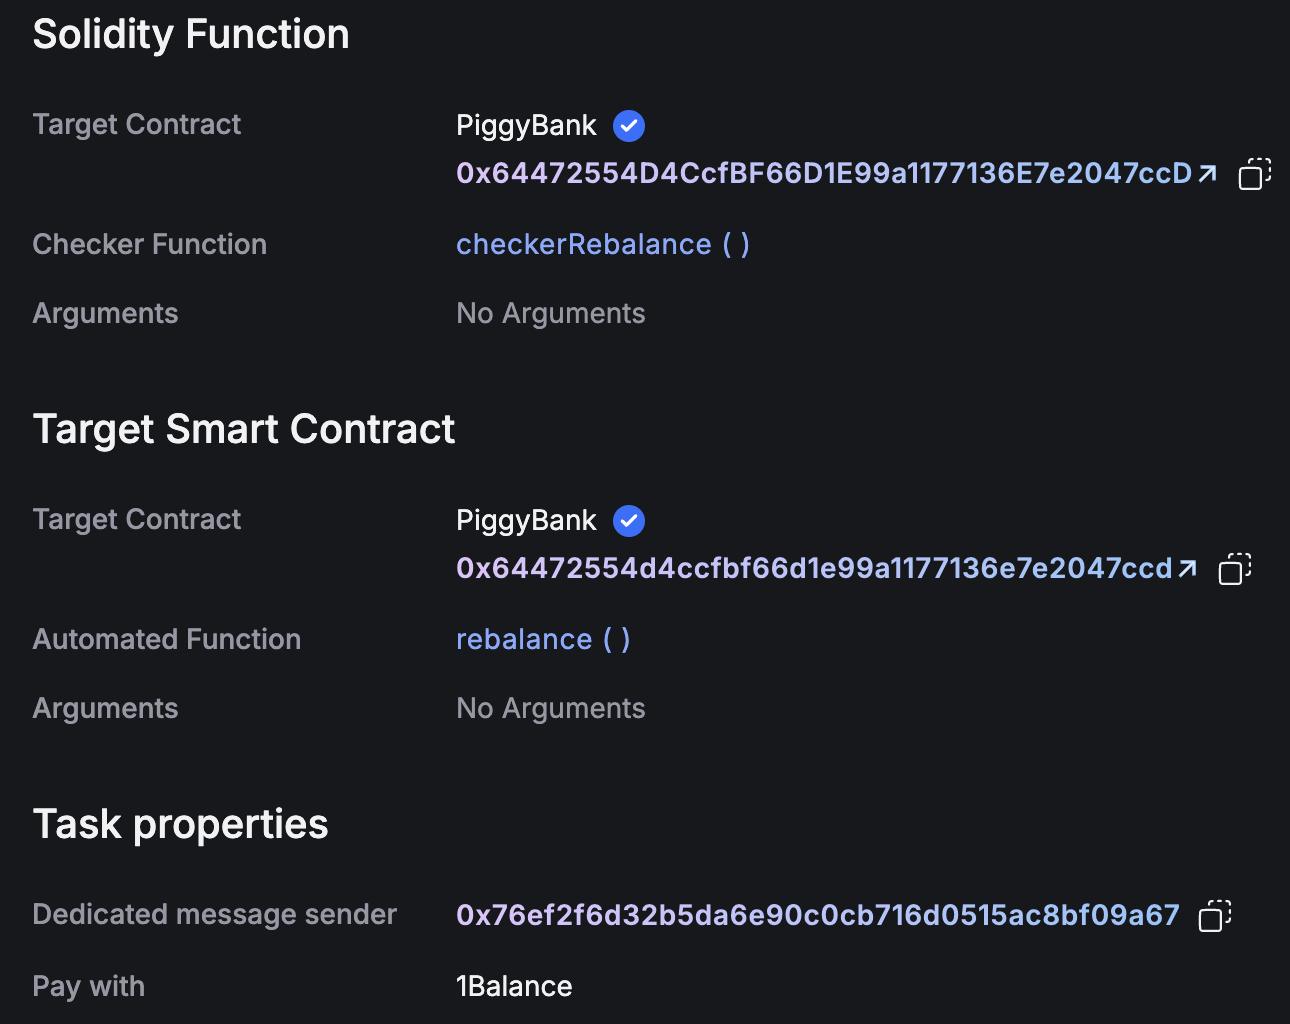 Solidity Function
Target Contract PiggyBank
0x64472554D4CcfBF66D1E99a1177136E7e2047ccD
Checker Function checkerRebalance ( )
Arguments No Arguments
Target Smart Contract
Target Contract PiggyBank
0x64472554d4ccfbf66d1e99a1177136e7e2047ccd
Automated Function rebalance ( )
Arguments No Arguments
Task properties
Dedicated message sender 0x76ef2f6d32b5da6e90c0cb716d0515ac8bf09a67
Pay with 1Balance